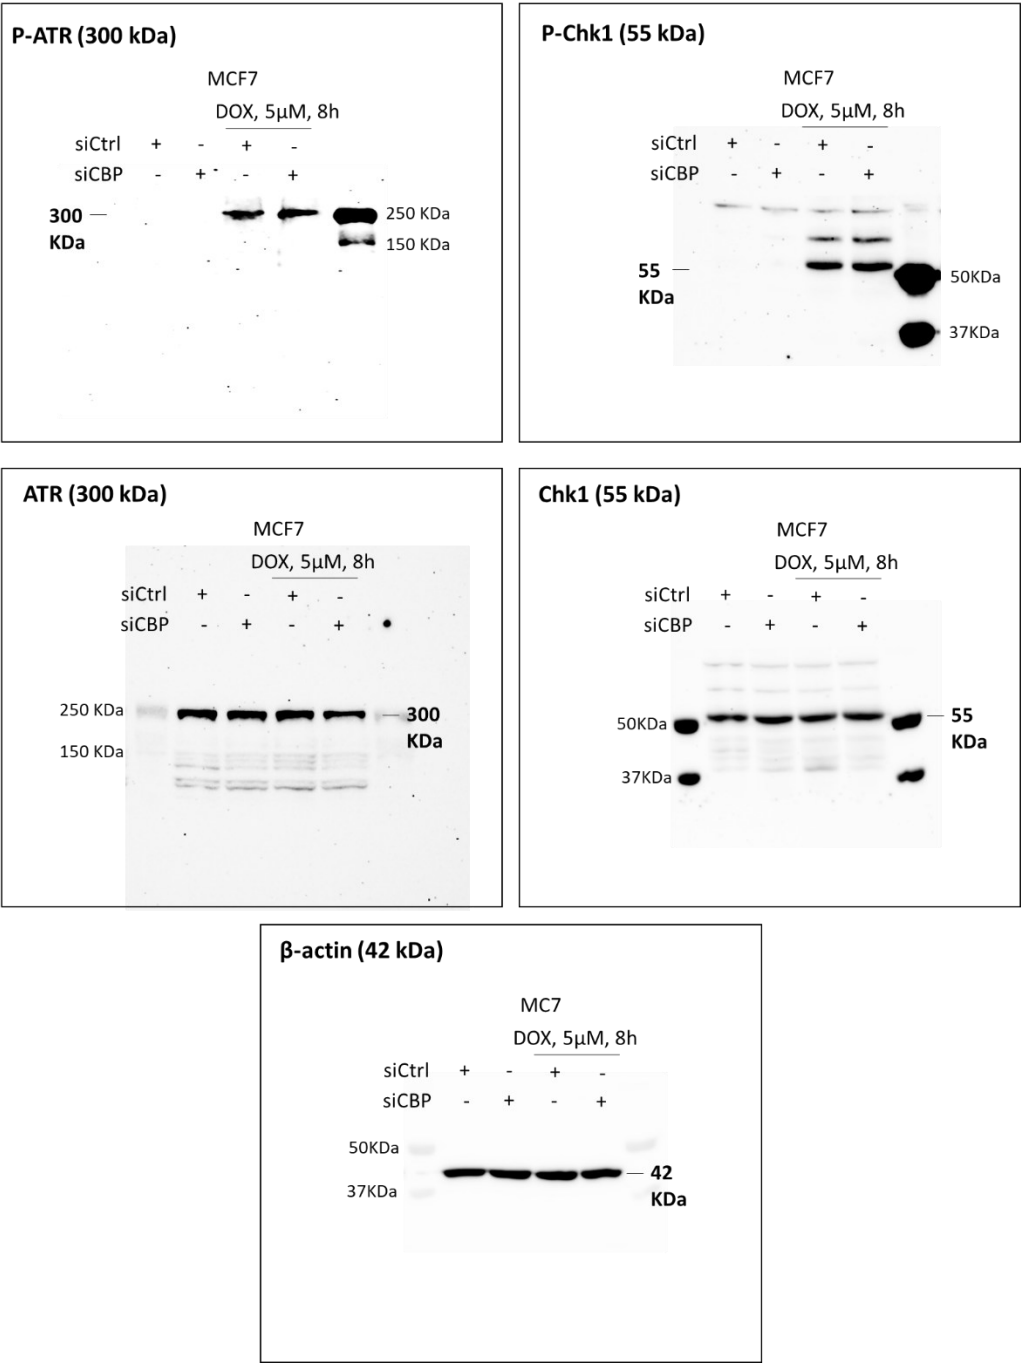 P-ATR (300 kDa)
MCF7
DOX, 5µM, 8h
siCtrl + - + -
siCBP - + - +
300 KDa
250 KDa
150 KDa
P-Chk1 (55 kDa)
MCF7
DOX, 5µM, 8h
siCtrl + - + -
siCBP - + - +
55 KDa
50KDa
37KDa
ATR (300 kDa)
MCF7
DOX, 5µM, 8h
siCtrl + - + -
siCBP - + - +
250 KDa
300 KDa
150 KDa
Chk1 (55 kDa)
MCF7
DOX, 5µM, 8h
siCtrl + - + -
siCBP - + - +
50KDa
55 KDa
37KDa
β-actin (42 kDa)
MC7
DOX, 5µM, 8h
siCtrl + - + -
siCBP - + - +
50KDa
42 KDa
37KDa